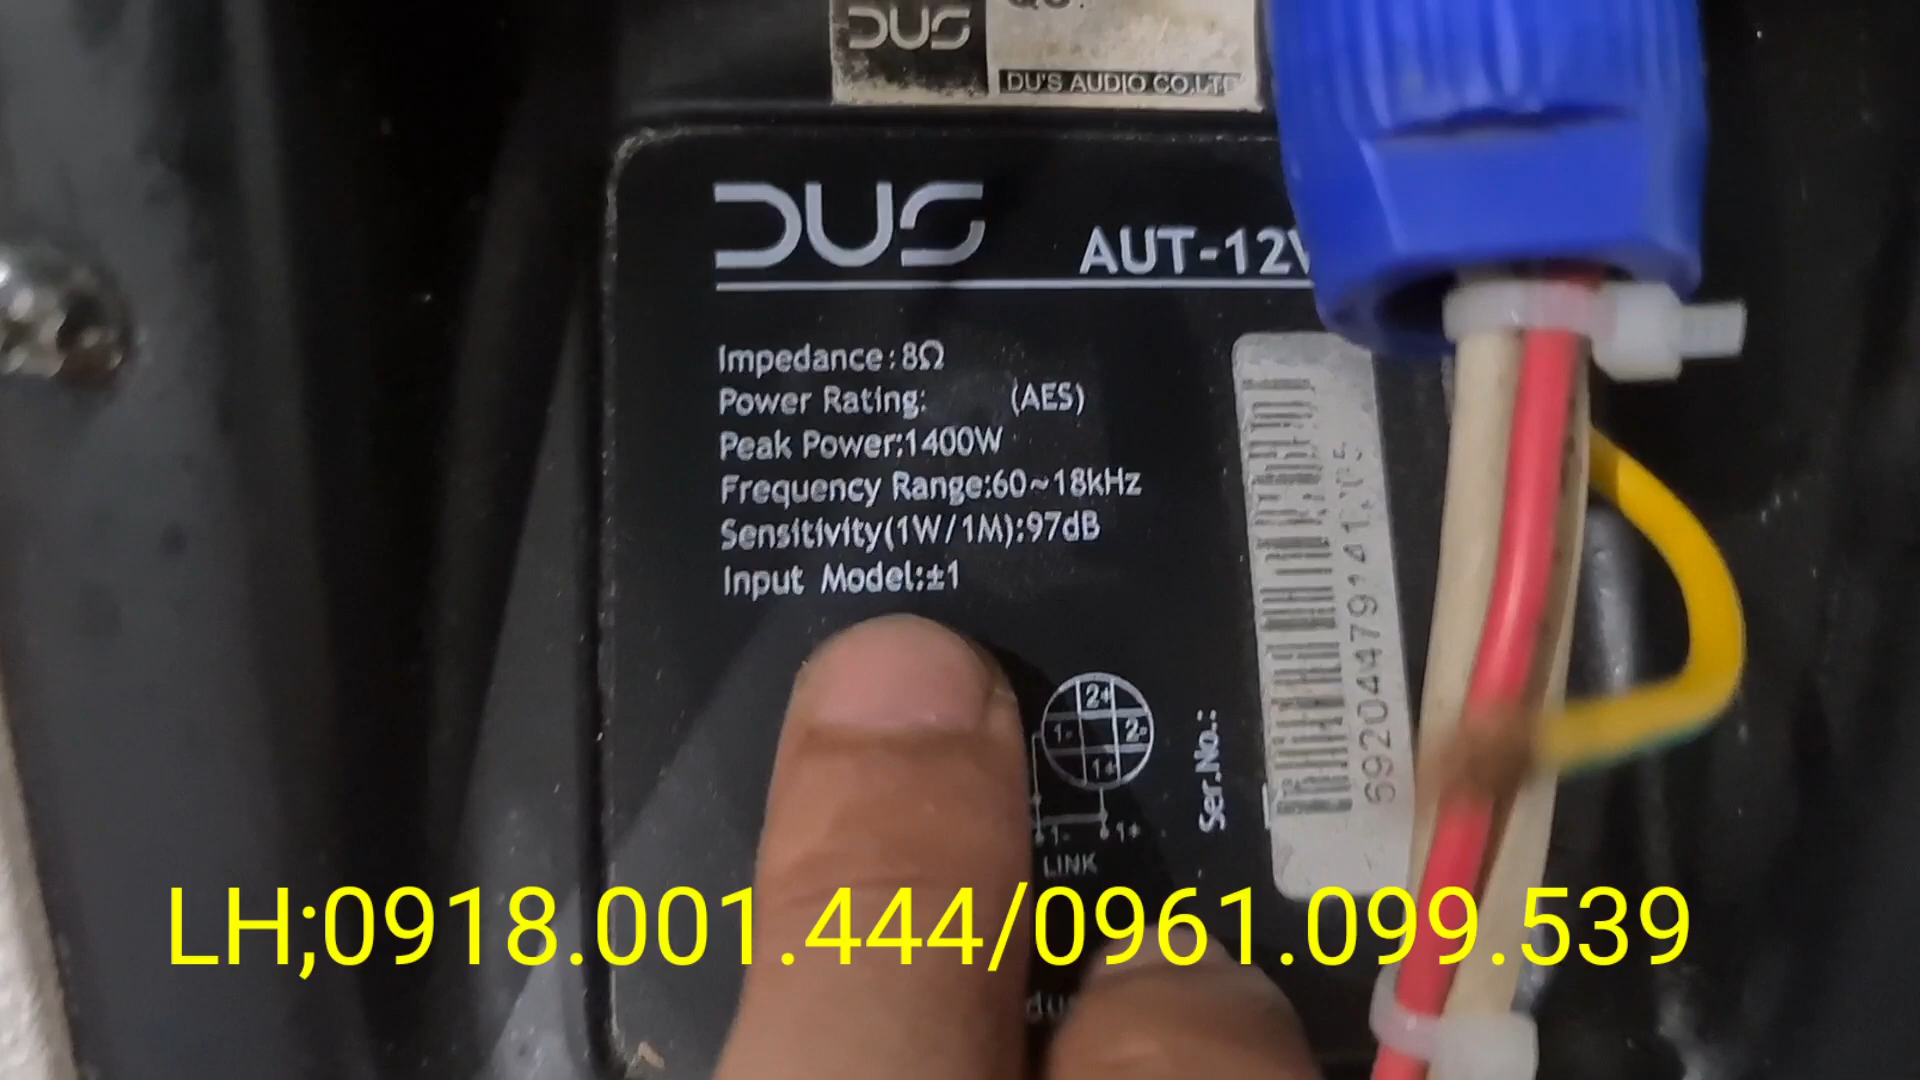 DUS
DU'S AUDIO CO.LTD
DUS
AUT-12
Impedance:8Ω
Power Rating: (AES)
Peak Power:1400W
Frequency Range:60~18kHz
Sensitivity(1W/1M):97dB
Input Model:±1
2+
1- 2-
1+
1- 1+
LINK
Ser.No.:
LH;0918.001.444/0961.099.539